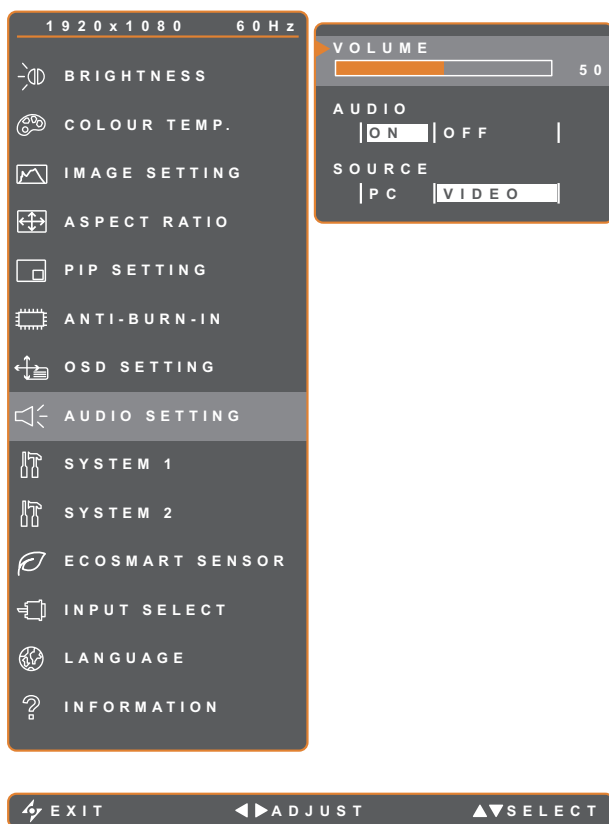 1920x1080 60Hz
BRIGHTNESS
COLOUR TEMP.
IMAGE SETTING
ASPECT RATIO
PIP SETTING
ANTI-BURN-IN
OSD SETTING
AUDIO SETTING
SYSTEM 1
SYSTEM 2
ECOSMART SENSOR
INPUT SELECT
LANGUAGE
INFORMATION
VOLUME
50
AUDIO
ON OFF
SOURCE
PC VIDEO
EXIT ADJUST SELECT